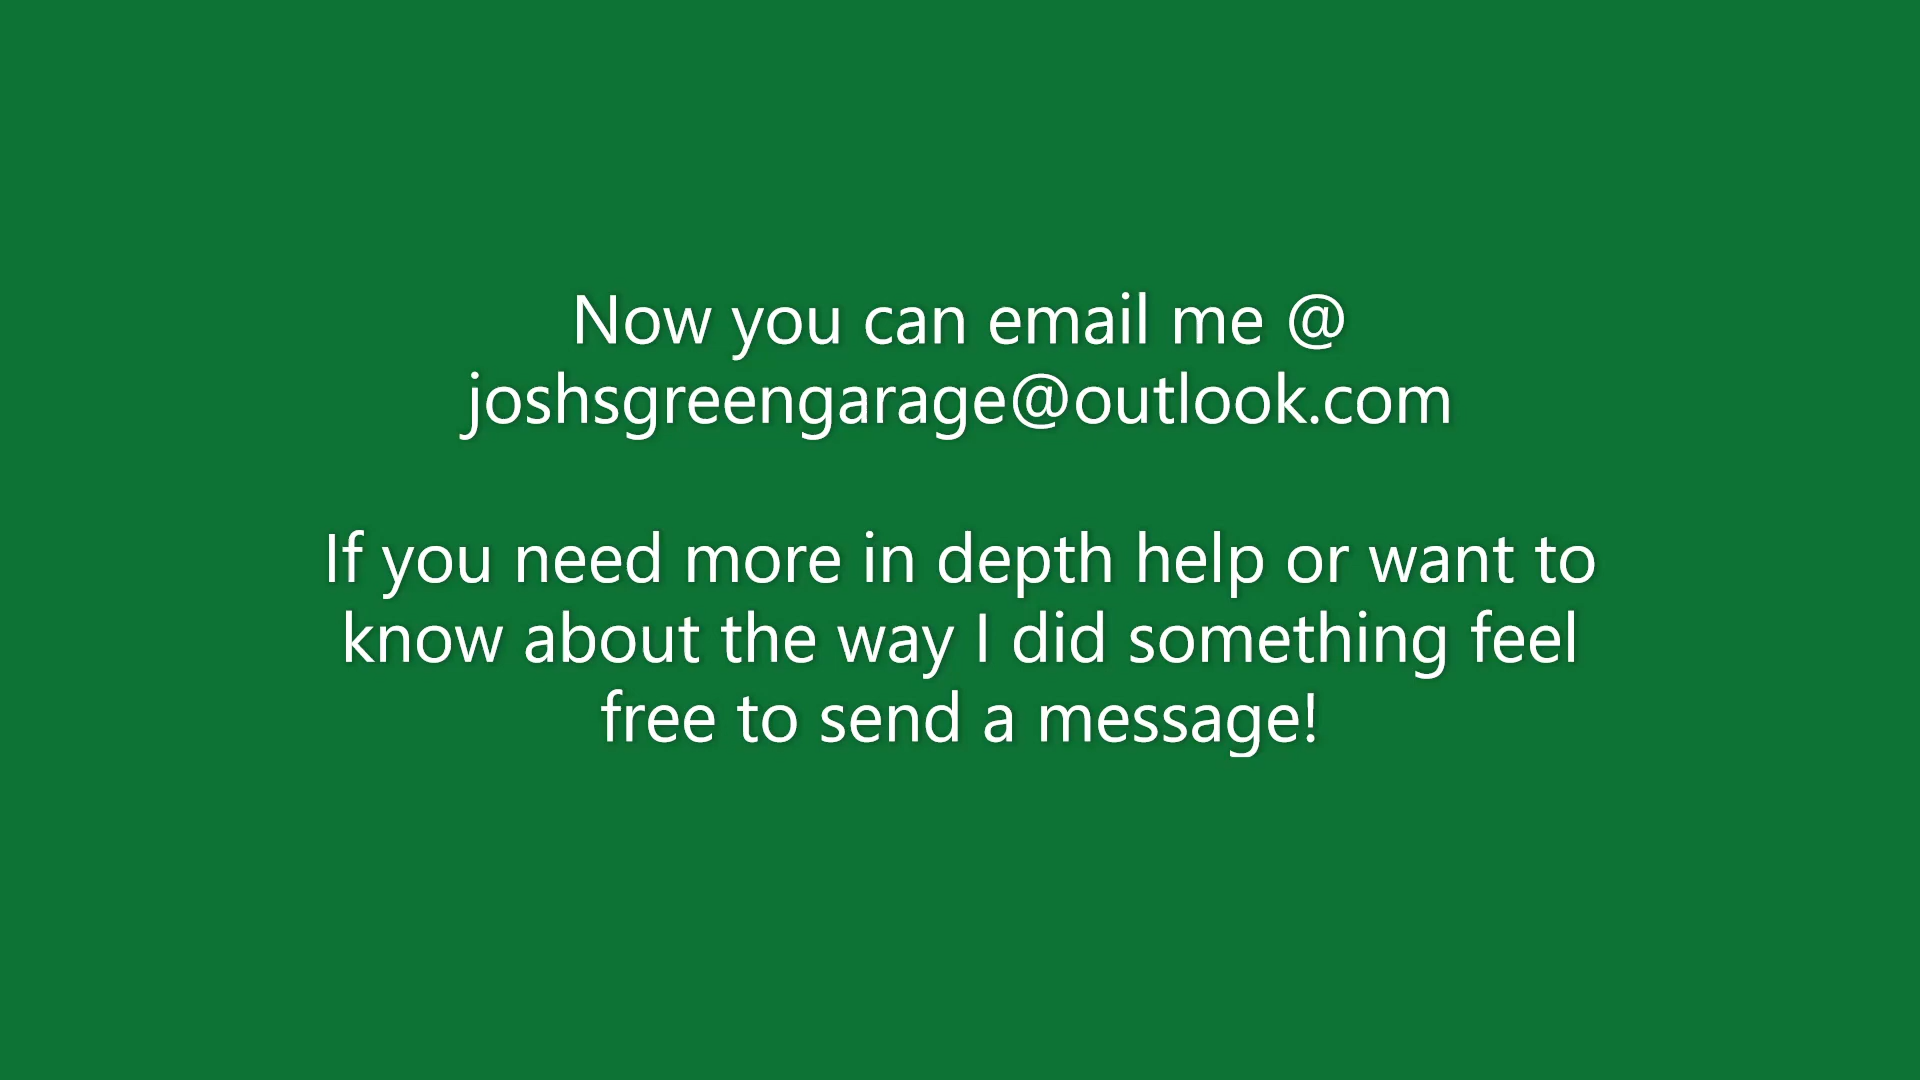 Now you can email me @
joshsgreengarage@outlook.com
If you need more in depth help or want to
know about the way I did something feel
free to send a message!